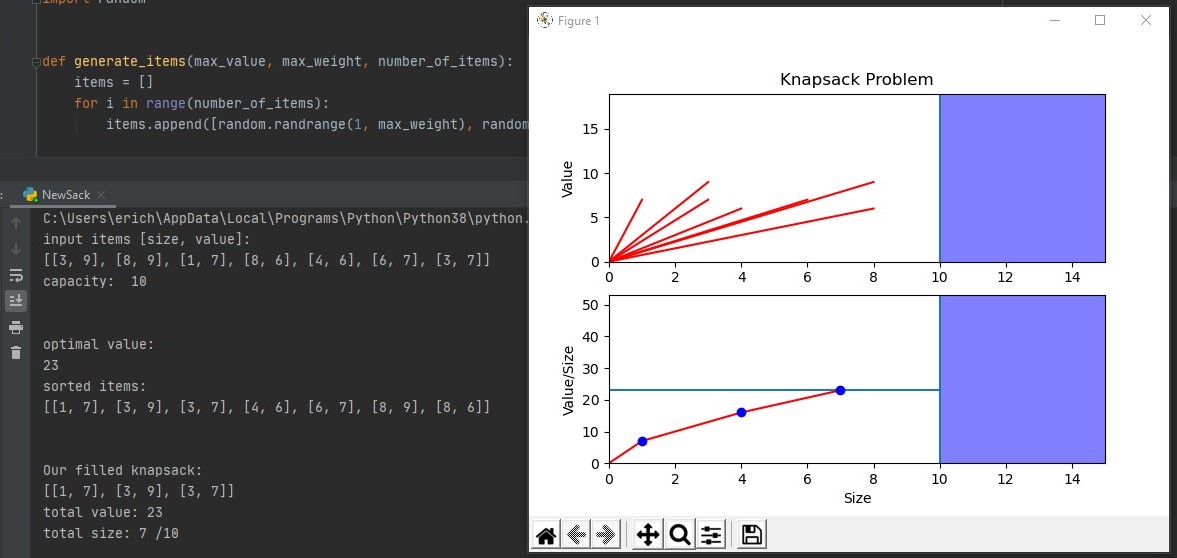 import random
def generate_items(max_value, max_weight, number_of_items):
items = []
for i in range(number_of_items):
items.append([random.randrange(1, max_weight), random
NewSack
C:\Users\erich\AppData\Local\Programs\Python\Python38\python.
input items [size, value]:
[[3, 9], [8, 9], [1, 7], [8, 6], [4, 6], [6, 7], [3, 7]]
capacity:  10
optimal value:
23
sorted items:
[[1, 7], [3, 9], [3, 7], [4, 6], [6, 7], [8, 9], [8, 6]]
Our filled knapsack:
[[1, 7], [3, 9], [3, 7]]
total value: 23
total size: 7 /10
Figure 1
Knapsack Problem
Value
15
10
5
0
0 2 4 6 8 10 12 14
Value/Size
50
40
30
20
10
0
0 2 4 6 8 10 12 14
Size